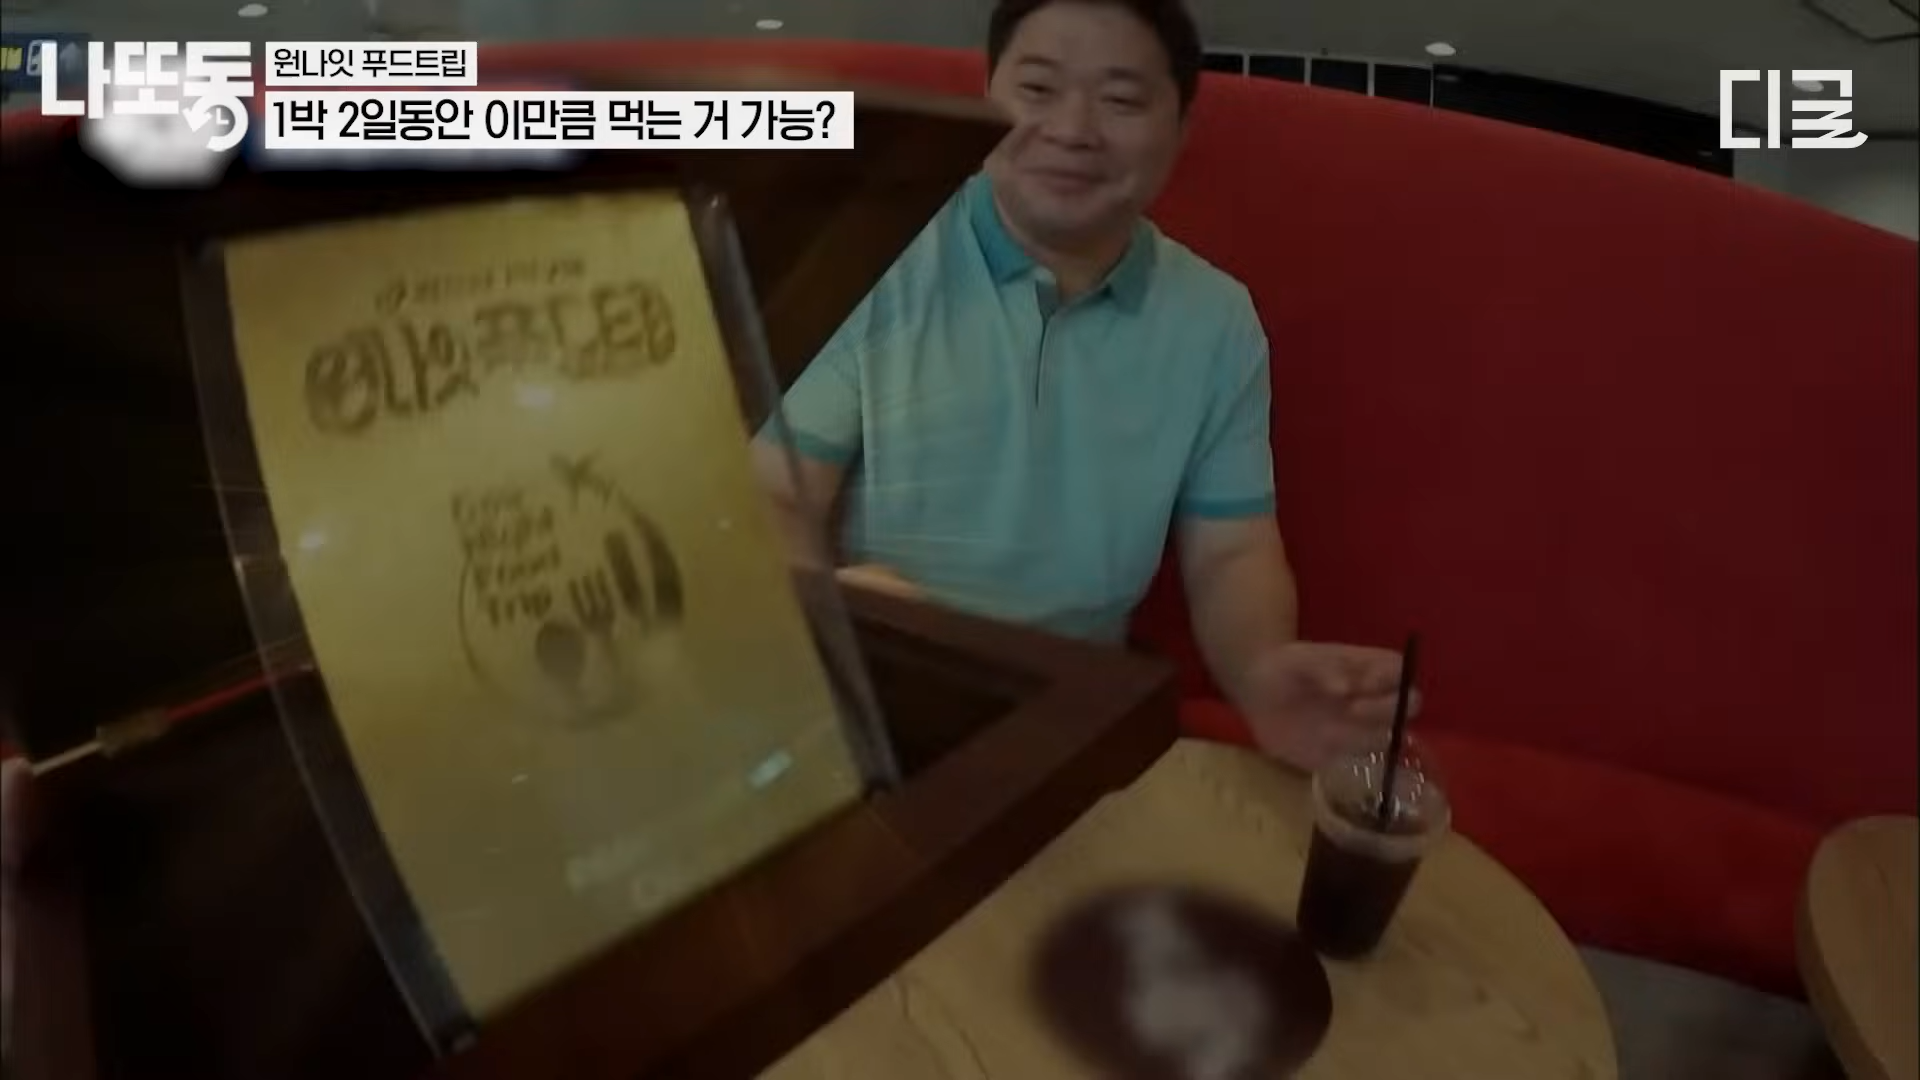 나또동
원나잇 푸드트립
1박 2일동안 이만큼 먹는 거 가능?
디글
원나잇 푸드트립
One
Night
Food
Trip